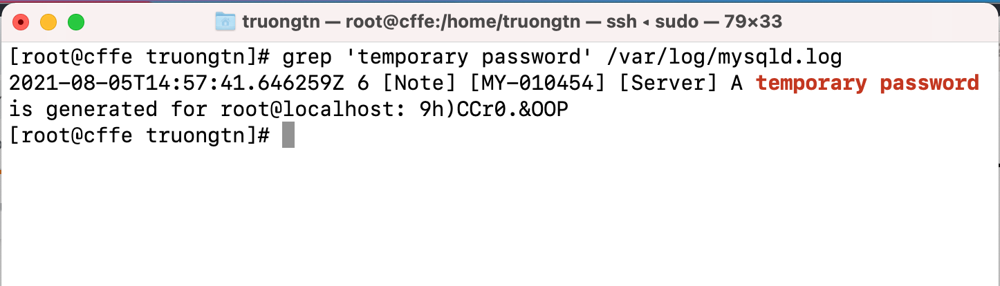 truongtn — root@cffe:/home/truongtn — ssh ◂ sudo — 79×33
[root@cffe truongtn]# grep 'temporary password' /var/log/mysqld.log
2021-08-05T14:57:41.646259Z 6 [Note] [MY-010454] [Server] A temporary password
is generated for root@localhost: 9h)CCr0.&OOP
[root@cffe truongtn]#